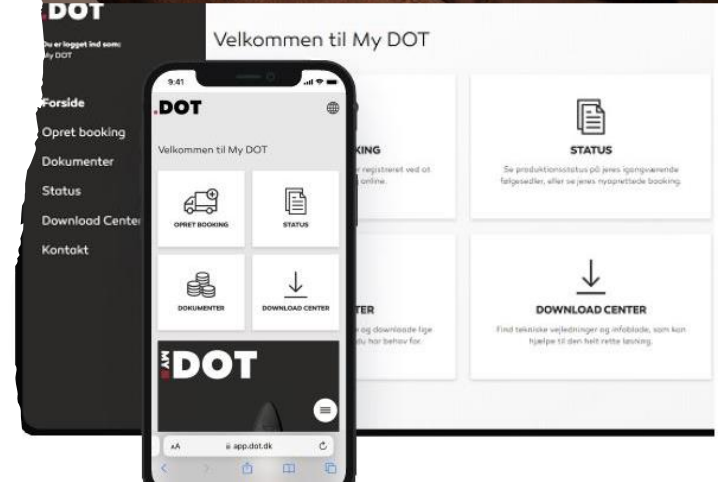 .DOT
Du er logget ind som:
My DOT
Forside
Opret booking
Dokumenter
Status
Download Center
Kontakt
Velkommen til My DOT
KING
registreret ved at
online.
STATUS
Se produktionsstatus på jeres igangværende
følgesedler, eller se jeres nyoprettede booking.
TER
og downloade lige
du har behov for.
DOWNLOAD CENTER
Find tekniske vejledninger og infoblade, som kan
hjælpe til den helt rette løsning.
9:41
.DOT
Velkommen til My DOT
OPRET BOOKING
STATUS
DOKUMENTER
DOWNLOAD CENTER
MY DOT
AA
app.dot.dk